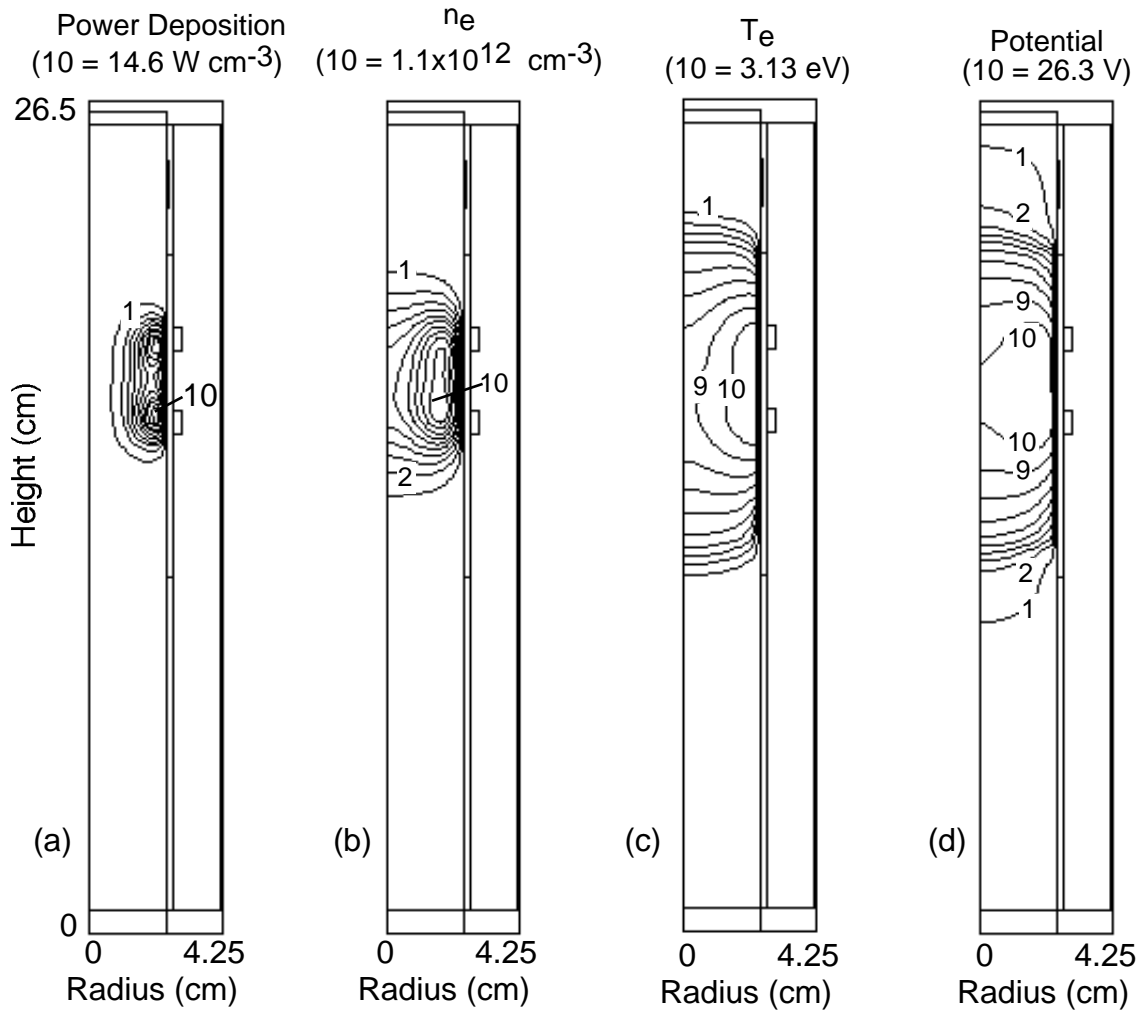 Power Deposition
(10 = 14.6 W cm-3)
ne
(10 = 1.1x1012 cm-3)
Te
(10 = 3.13 eV)
Potential
(10 = 26.3 V)
26.5
Height (cm)
0
1
10
(a)
0 4.25
Radius (cm)
1
10
2
(b)
0 4.25
Radius (cm)
1
9 10
(c)
0 4.25
Radius (cm)
1
2
9
10
10
9
2
1
(d)
0 4.25
Radius (cm)